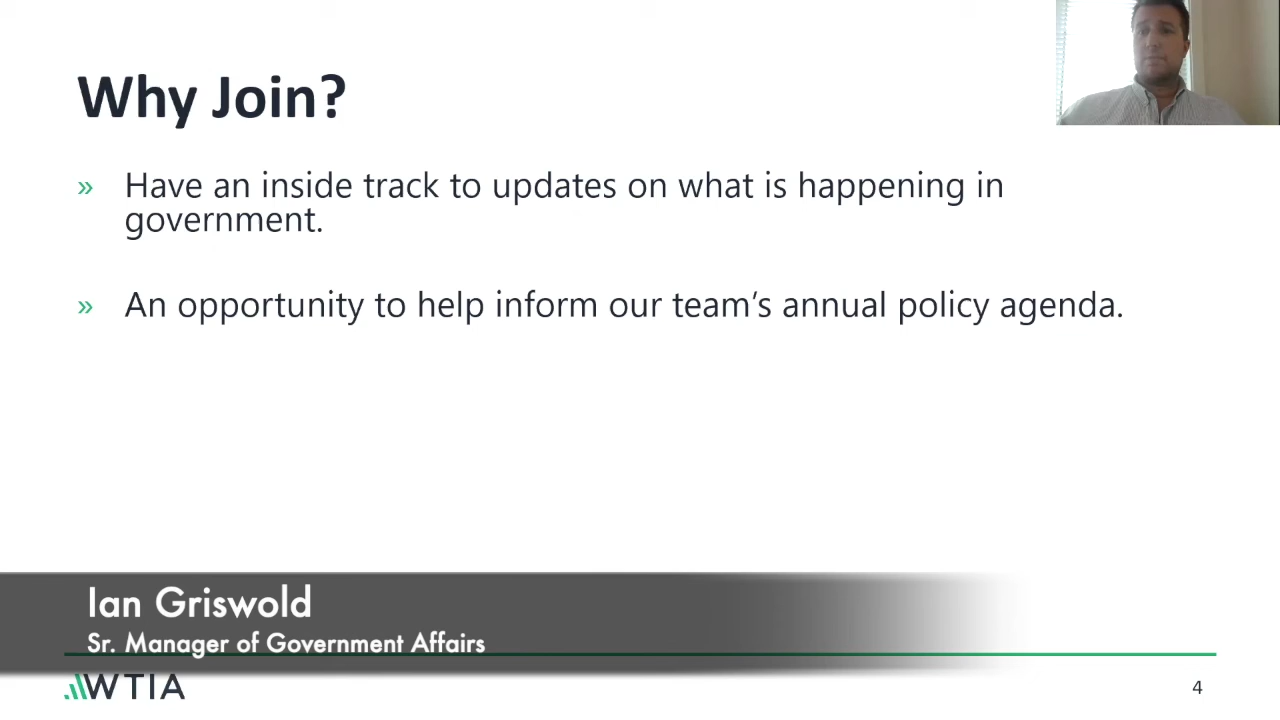 Why Join?
» Have an inside track to updates on what is happening in
government.
» An opportunity to help inform our team’s annual policy agenda.
Ian Griswold
Sr. Manager of Government Affairs
WTIA
4